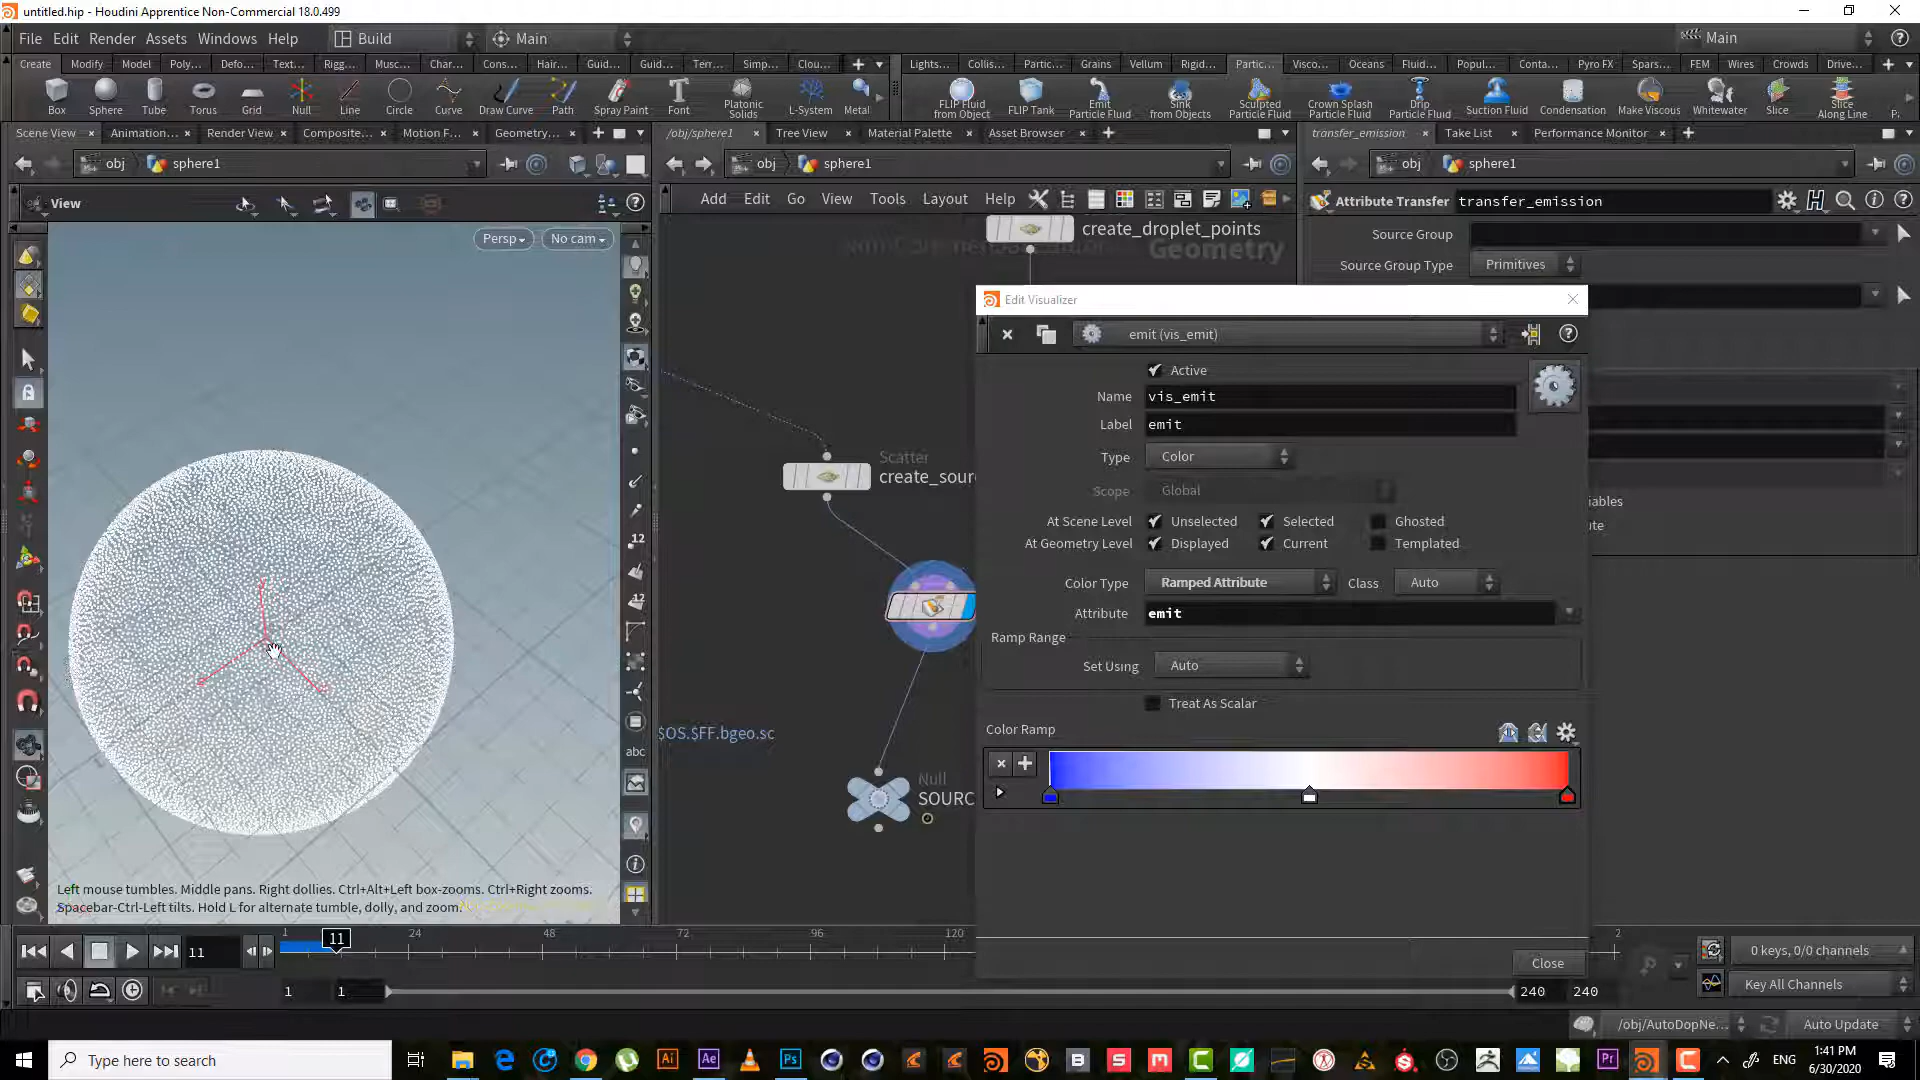 untitled.hip - Houdini Apprentice Non-Commercial 18.0.499
File Edit Render Assets Windows Help Build Main Main
Create Modify Model Poly... Defo... Text... Rigg... Musc... Char... Cons... Hair... Guid... Guid... Terr... Simp... Clou... Lights... Collis... Partic... Grains Vellum Rigid... Partic... Visco... Oceans Fluid... Popul... Conta... Pyro FX Spars... FEM Wires Crowds Drive...
Box Sphere Tube Torus Grid Null Line Circle Curve Draw Curve Path Spray Paint Font Platonic Solids L-System Metal
FLIP Fluid from Object FLIP Tank Emit Particle Fluid Sink from Objects Sculpted Particle Fluid Crown Splash Particle Fluid Drip Particle Fluid Suction Fluid Condensation Make Viscous Whitewater Slice Slice Along Line
Scene View Animation... Render View Composite... Motion F... Geometry... /obj/sphere1 Tree View Material Palette Asset Browser transfer_emission Take List Performance Monitor
obj sphere1 obj sphere1 obj sphere1
View Add Edit Go View Tools Layout Help Attribute Transfer transfer_emission
Persp No cam
create_droplet_points
Geometry
Source Group
Source Group Type Primitives
Edit Visualizer
emit (vis_emit)
Active
Name vis_emit
Label emit
Type Color
Scope Global
At Scene Level Unselected Selected Ghosted
At Geometry Level Displayed Current Templated
Color Type Ramped Attribute Class Auto
Attribute emit
Ramp Range
Set Using Auto
Treat As Scalar
Color Ramp
Close
Scatter
create_sour
$OS.$FF.bgeo.sc
Null
SOURC
iables
ute
12
12
abc
Left mouse tumbles. Middle pans. Right dollies. Ctrl+Alt+Left box-zooms. Ctrl+Right zooms.
Spacebar-Ctrl-Left tilts. Hold L for alternate tumble, dolly, and zoom.
11 1 11 24 48 72 96 120 2
0 keys, 0/0 channels
1 1 240 240 Key All Channels
/obj/AutoDopNe... Auto Update
Type here to search
ENG
1:41 PM
6/30/2020